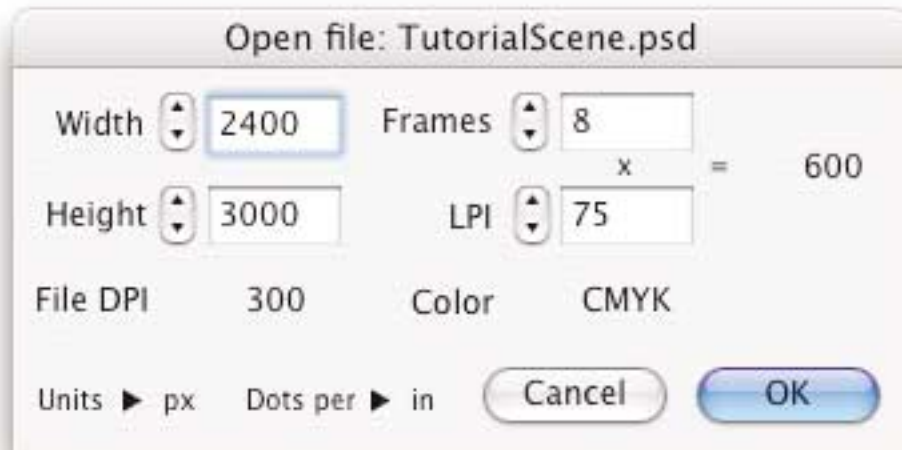 Open file: TutorialScene.psd
Width 2400 Frames 8
x = 600
Height 3000 LPI 75
File DPI 300 Color CMYK
Units ▶ px Dots per ▶ in Cancel OK